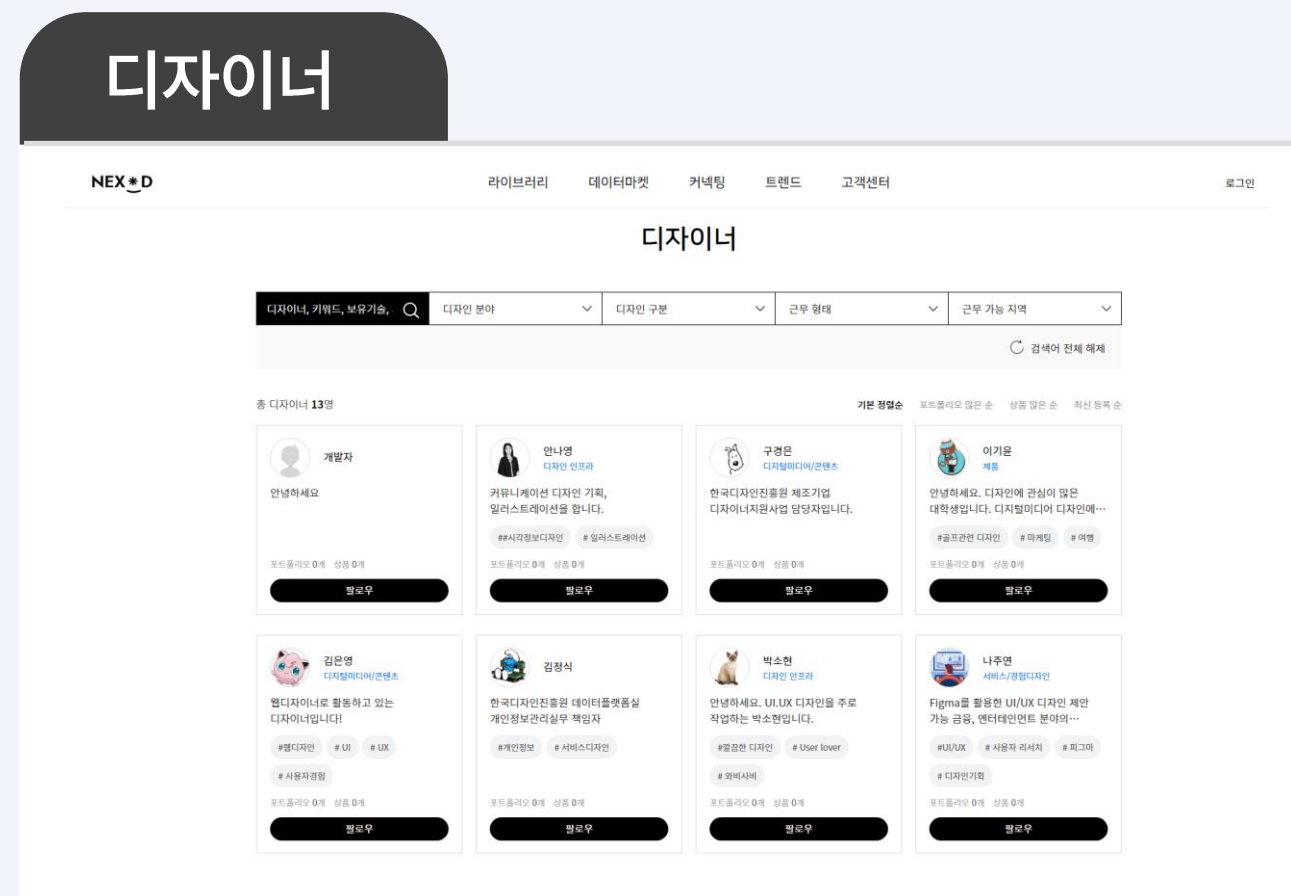 디자이너
NEX D
라이브러리 데이터마켓 커넥팅 트렌드 고객센터 로그인
디자이너
디자이너, 키워드, 보유기술, 디자인 분야 디자인 구분 근무 형태 근무 가능 지역
검색어 전체 해제
총 디자이너 13명 기본 정렬순 포트폴리오 많은 순 상품 많은 순 최신 등록 순
개발자
안녕하세요
포트폴리오 0개 상품 0개
팔로우
안나영
디자인 인프라
커뮤니케이션 디자인 기획,
일러스트레이션을 합니다.
##시각정보디자인 # 일러스트레이션
포트폴리오 0개 상품 0개
팔로우
구경은
디지털미디어/콘텐츠
한국디자인진흥원 제조기업
디자이너지원사업 담당자입니다.
포트폴리오 0개 상품 0개
팔로우
이기윤
제품
안녕하세요. 디자인에 관심이 많은
대학생입니다. 디지털미디어 디자인에…
#골프관련 디자인 # 마케팅 # 여행
포트폴리오 0개 상품 0개
팔로우
김은영
디지털미디어/콘텐츠
웹디자이너로 활동하고 있는
디자이너입니다!
#웹디자인 # UI # UX
# 사용자경험
포트폴리오 0개 상품 0개
팔로우
김정식
한국디자인진흥원 데이터플랫폼실
개인정보관리실무 책임자
#개인정보 # 서비스디자인
포트폴리오 0개 상품 0개
팔로우
박소현
디자인 인프라
안녕하세요. UI.UX 디자인을 주로
작업하는 박소현입니다.
#깔끔한 디자인 # User lover
# 와비사비
포트폴리오 0개 상품 0개
팔로우
나주연
서비스/경험디자인
Figma를 활용한 UI/UX 디자인 제안
가능 금융, 엔터테인먼트 분야의…
#UI/UX # 사용자 리서치 # 피그마
# 디자인기획
포트폴리오 0개 상품 0개
팔로우